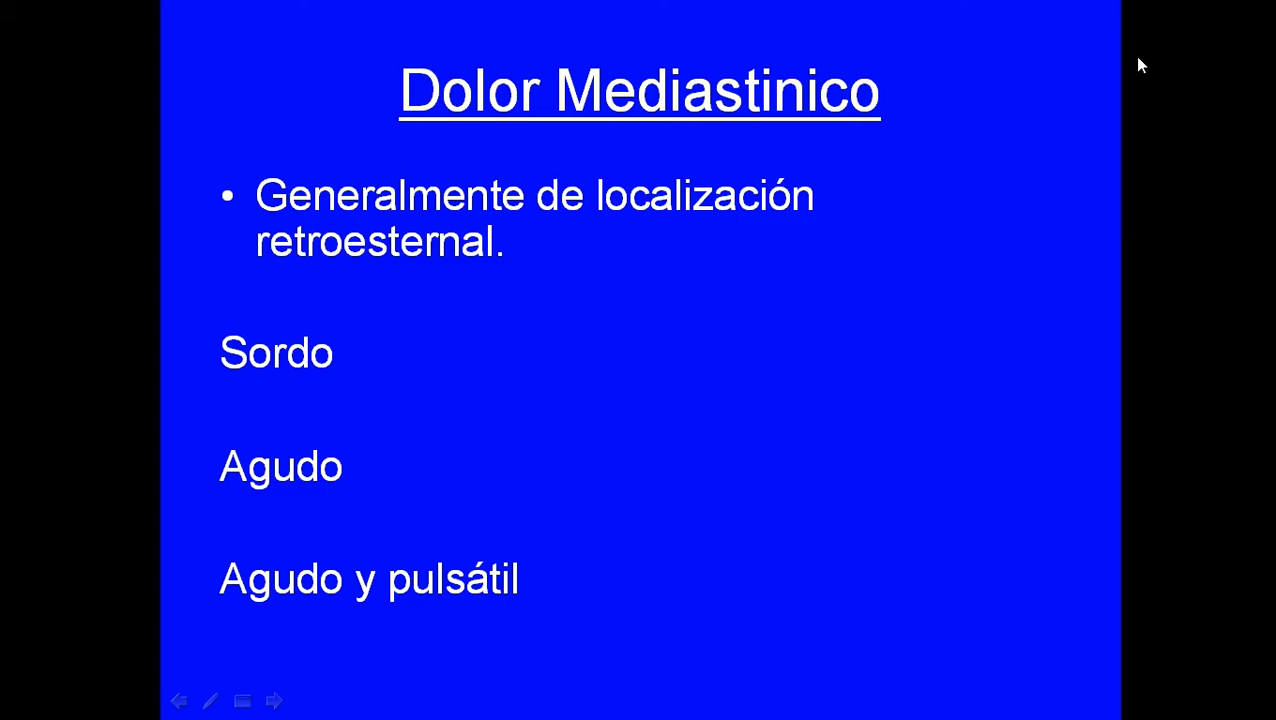 Dolor Mediastinico
• Generalmente de localización
retroesternal.
Sordo
Agudo
Agudo y pulsátil